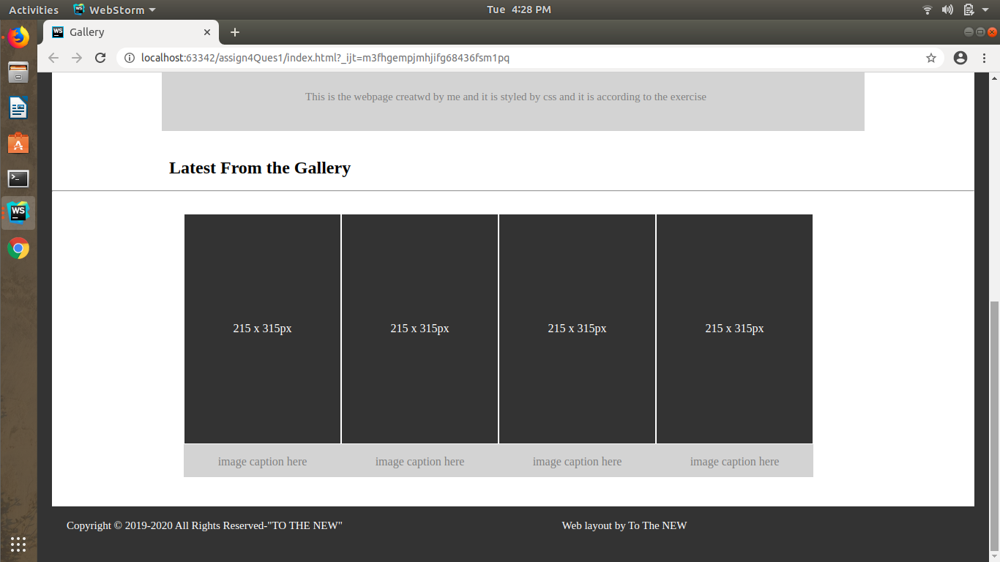 Activities WebStorm Tue 4:28 PM
WS Gallery
localhost:63342/assign4Ques1/index.html?_ijt=m3fhgempjmhjifg68436fsm1pq
This is the webpage creatwd by me and it is styled by css and it is according to the exercise
Latest From the Gallery
WS
215 x 315px 215 x 315px 215 x 315px 215 x 315px
image caption here image caption here image caption here image caption here
Copyright © 2019-2020 All Rights Reserved-"TO THE NEW" Web layout by To The NEW